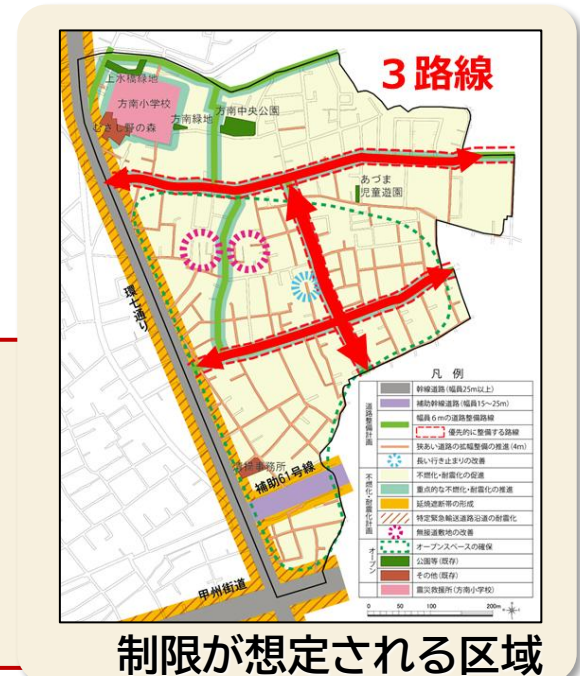 3路線
上水橋緑地
方南小学校
方南緑地
方南中央公園
むさし野の森
あづま
児童遊園
環七通り
補助61号線
甲州街道
凡 例
道路整備計画
幹線道路(幅員25m以上)
補助幹線道路(幅員15～25m)
幅員6mの道路整備路線
優先的に整備する路線
狭あい道路の拡幅整備の推進(4m)
長い行き止まりの改善
不燃化・耐震化計画
不燃化・耐震化の促進
重点的な不燃化・耐震化の推進
延焼遮断帯の形成
特定緊急輸送道路沿道の耐震化
無接道敷地の改善
オープン
オープンスペースの確保
公園等(既存)
その他(既存)
震災救援所(方南小学校)
0 50 100 200m
制限が想定される区域